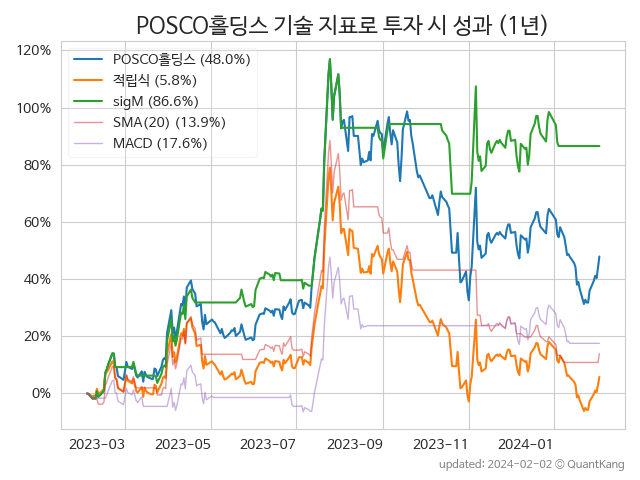 POSCO홀딩스 기술 지표로 투자 시 성과 (1년)
120%
100%
80%
60%
40%
20%
0%
POSCO홀딩스 (48.0%)
적립식 (5.8%)
sigM (86.6%)
SMA(20) (13.9%)
MACD (17.6%)
2023-03
2023-05
2023-07
2023-09
2023-11
2024-01
updated: 2024-02-02 © QuantKang